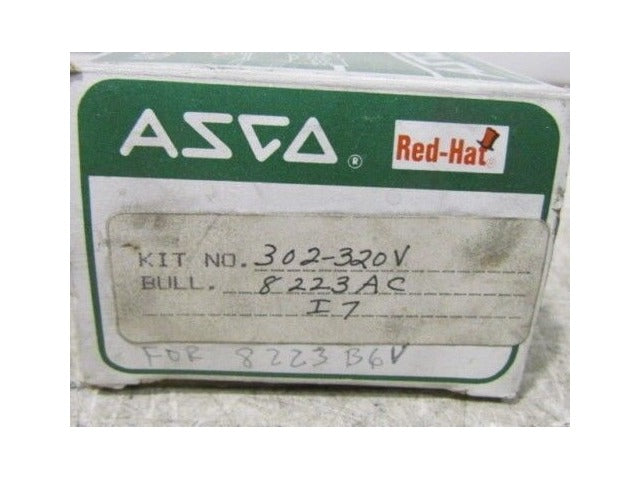 ASCO ®
Red-Hat
KIT NO. 302-320V
BULL. 8223AC
I7
FOR 8223B6V